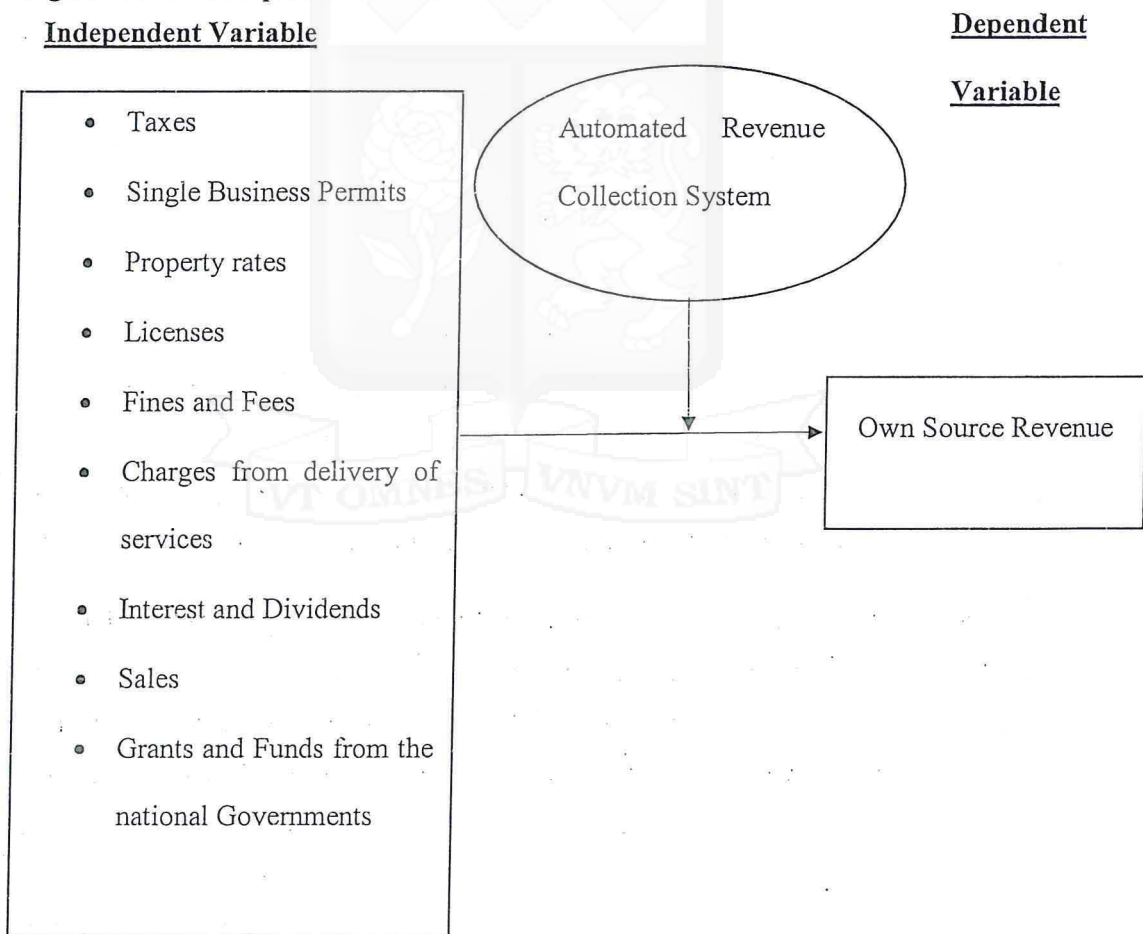 Independent Variable
Dependent
Variable
• Taxes
• Single Business Permits
• Property rates
• Licenses
• Fines and Fees
• Charges from delivery of
services
• Interest and Dividends
• Sales
• Grants and Funds from the
national Governments
Automated Revenue
Collection System
Own Source Revenue
VT OMNES VNVM SINT